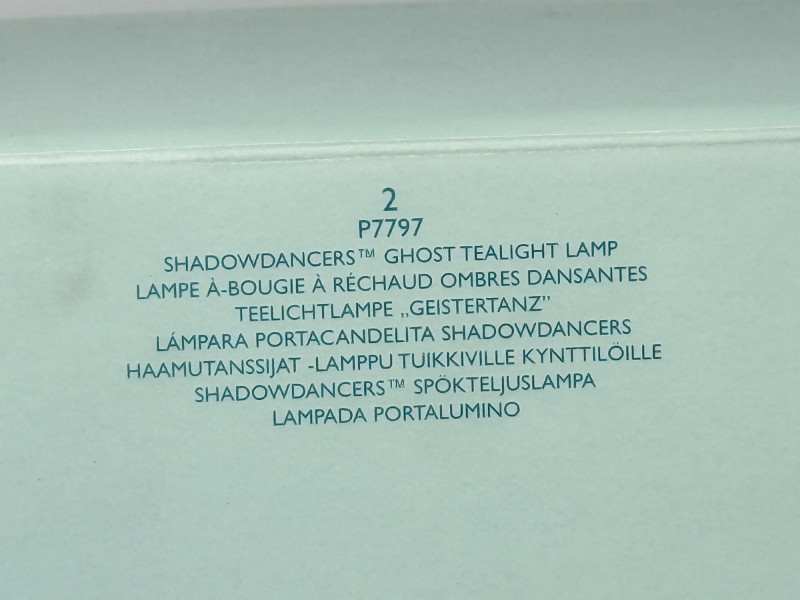 2
P7797
SHADOWDANCERS™ GHOST TEALIGHT LAMP
LAMPE À-BOUGIE À RÉCHAUD OMBRES DANSANTES
TEELICHTLAMPE „GEISTERTANZ”
LÁMPARA PORTACANDELITA SHADOWDANCERS
HAAMUTANSSIJAT -LAMPPU TUIKKIVILLE KYNTTILÖILLE
SHADOWDANCERS™ SPÖKTELJUSLAMPA
LAMPADA PORTALUMINO